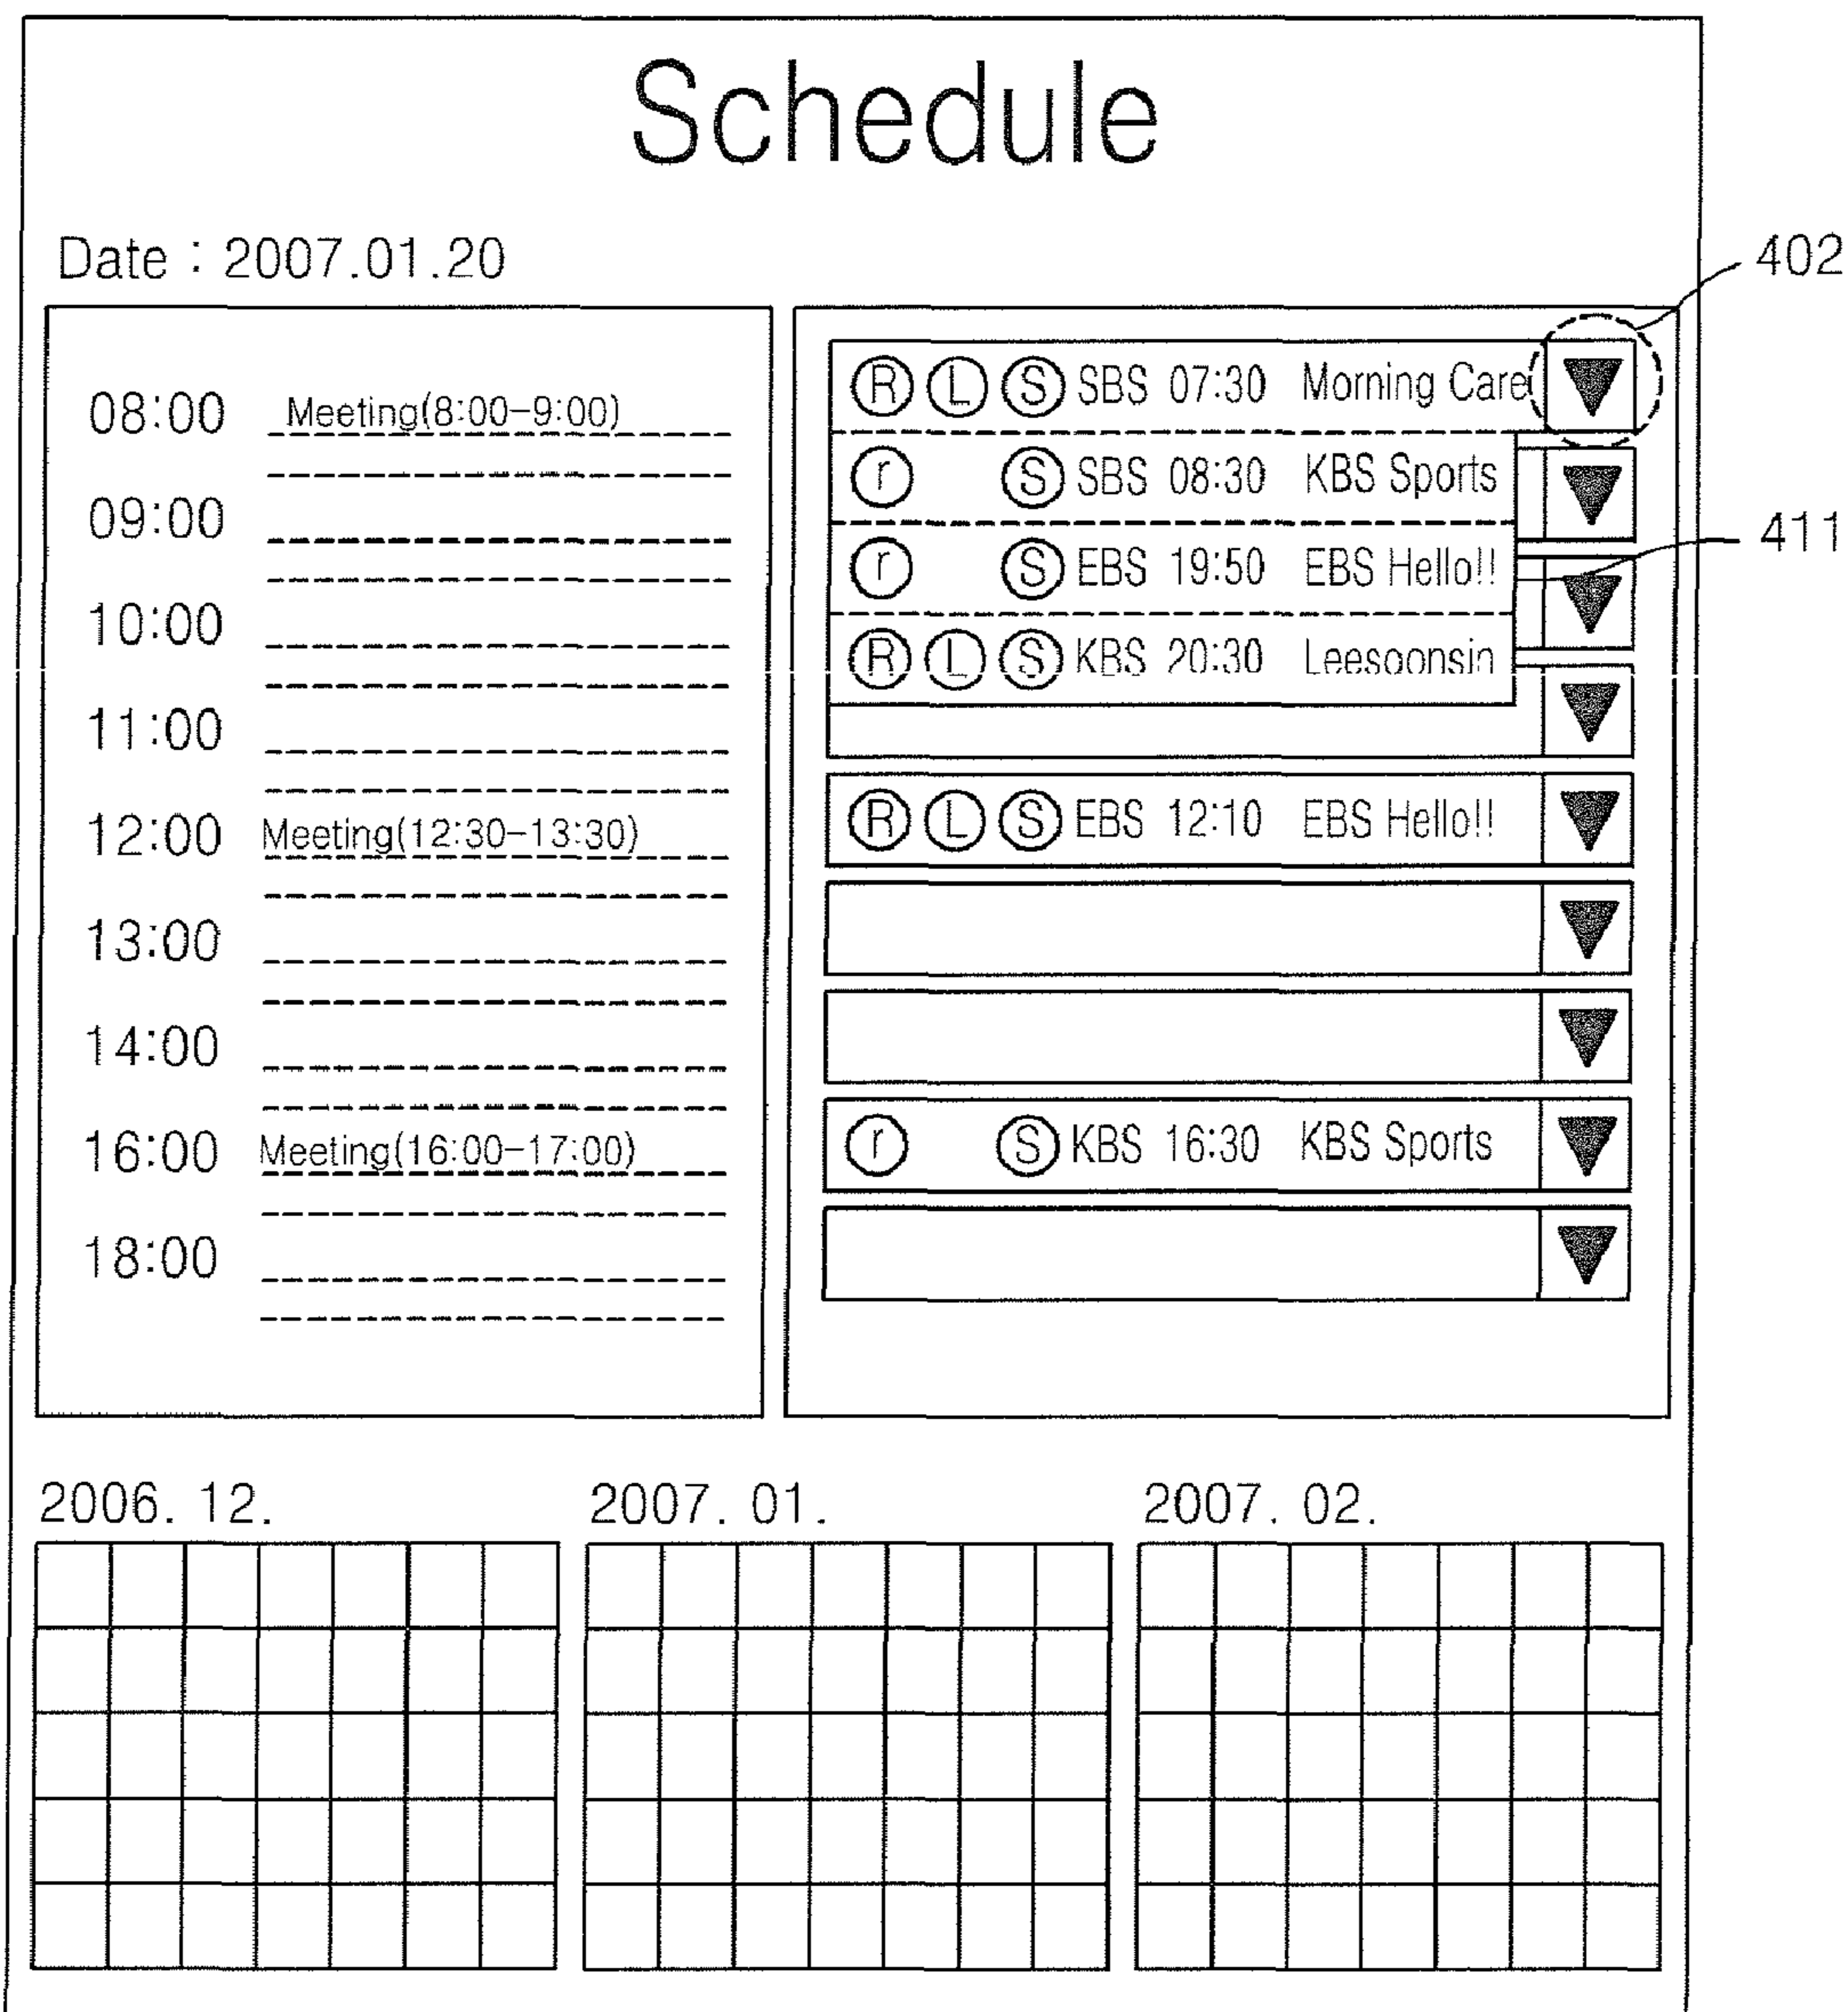 Schedule
Date : 2007.01.20
402
411
08:00 Meeting(8:00-9:00)
09:00
10:00
11:00
12:00 Meeting(12:30-13:30)
13:00
14:00
16:00 Meeting(16:00-17:00)
18:00
R L S SBS 07:30 Morning Care
r S SBS 08:30 KBS Sports
r S EBS 19:50 EBS Hello!!
R L S KBS 20:30 Leesoonsin
R L S EBS 12:10 EBS Hello!!
r S KBS 16:30 KBS Sports
2006. 12. 2007. 01. 2007. 02.